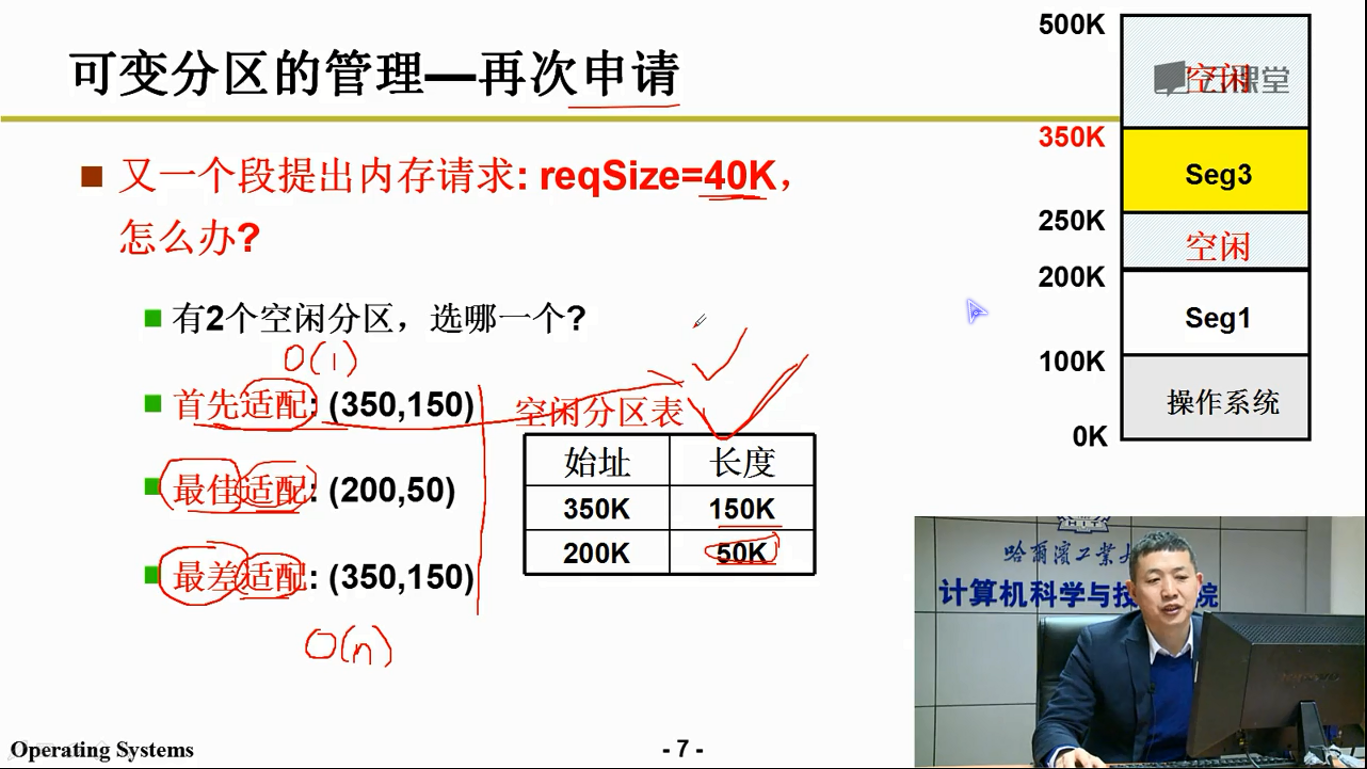 可变分区的管理—再次申请
又一个段提出内存请求: reqSize=40K，
怎么办?
有2个空闲分区，选哪一个?
O(1)
首先适配: (350,150)
最佳适配: (200,50)
最差适配: (350,150)
O(n)
空闲分区表
始址 长度
350K 150K
200K 50K
500K
空闲
云课堂
350K
Seg3
250K
空闲
200K
Seg1
100K
操作系统
0K
哈尔滨工业大
计算机科学与技 院
Operating Systems
- 7 -